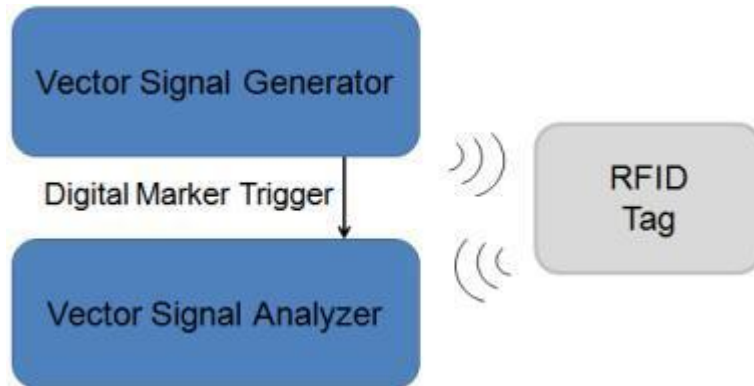 Vector Signal Generator
Digital Marker Trigger
Vector Signal Analyzer
RFID
Tag